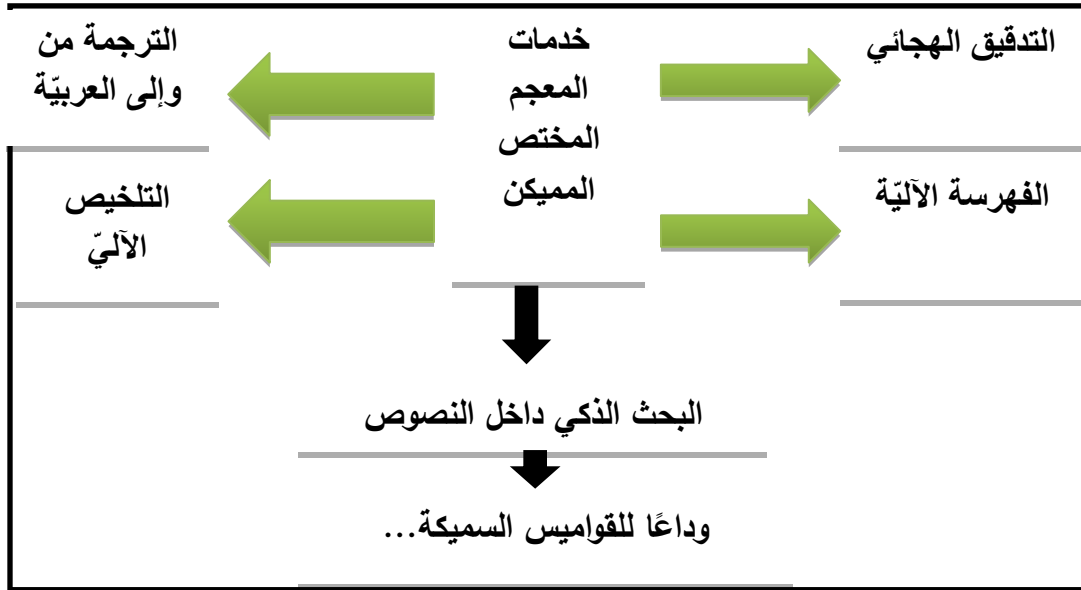 التدقيق الهجائي
خدمات
المعجم
المختص
المميكن
الترجمة من
وإلى العربيّة
الفهرسة الآليّة
التلخيص
الآليّ
البحث الذكي داخل النصوص
وداعًا للقواميس السميكة...